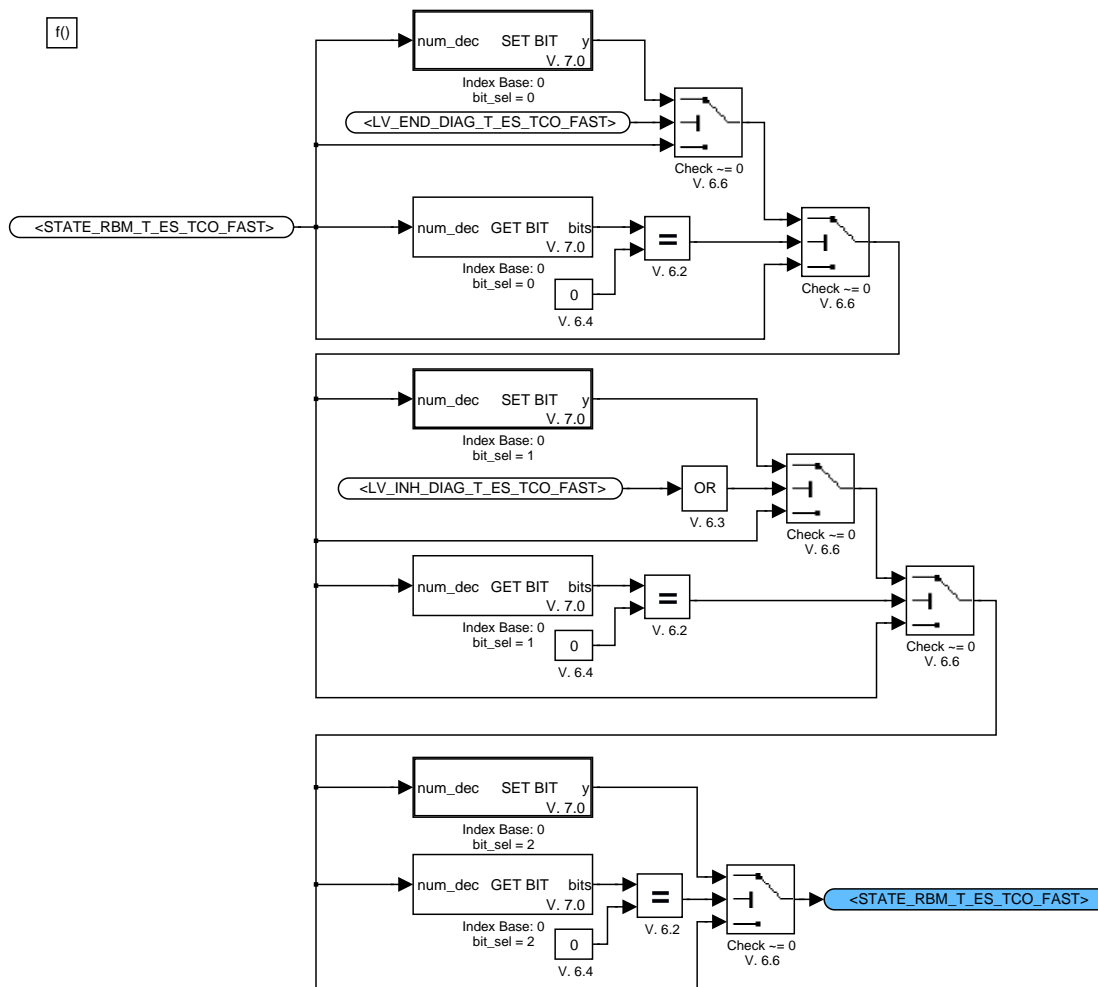 f()
num_dec SET BIT y
V. 7.0
Index Base: 0
bit_sel = 0
<LV_END_DIAG_T_ES_TCO_FAST>
Check ~= 0
V. 6.6
<STATE_RBM_T_ES_TCO_FAST>
num_dec GET BIT bits
V. 7.0
Index Base: 0
bit_sel = 0
=
V. 6.2
0
V. 6.4
Check ~= 0
V. 6.6
num_dec SET BIT y
V. 7.0
Index Base: 0
bit_sel = 1
<LV_INH_DIAG_T_ES_TCO_FAST>
OR
V. 6.3
Check ~= 0
V. 6.6
num_dec GET BIT bits
V. 7.0
Index Base: 0
bit_sel = 1
=
V. 6.2
0
V. 6.4
Check ~= 0
V. 6.6
num_dec SET BIT y
V. 7.0
Index Base: 0
bit_sel = 2
num_dec GET BIT bits
V. 7.0
Index Base: 0
bit_sel = 2
=
V. 6.2
0
V. 6.4
Check ~= 0
V. 6.6
<STATE_RBM_T_ES_TCO_FAST>